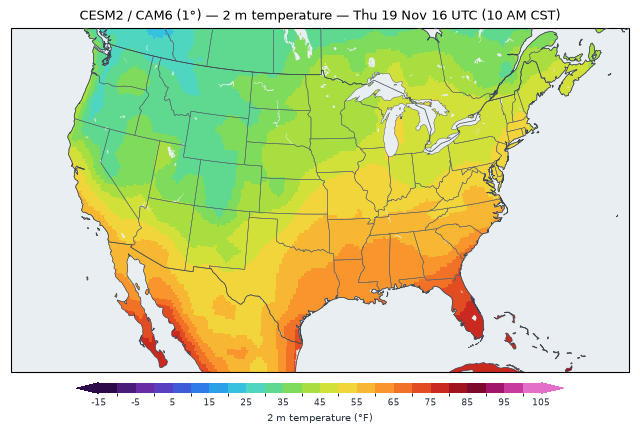 CESM2 / CAM6 (1°) — 2 m temperature — Thu 19 Nov 16 UTC (10 AM CST)
-15 -5 5 15 25 35 45 55 65 75 85 95 105
2 m temperature (°F)